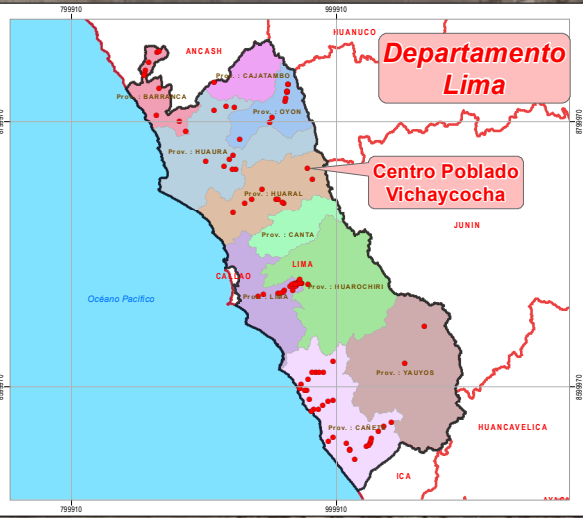 799910
999910
HUANUCO
ANCASH
Departamento
Lima
Prov. : CAJATAMBO
Prov. : BARRANCA
Prov. : OYON
Prov. : HUAURA
Centro Poblado
Vichaycocha
Prov. : HUARAL
JUNIN
Prov. : CANTA
LIMA
CALLAO
Prov. : HUAROCHIRI
Prov. : LIMA
Océano Pacífico
Prov. : YAUYOS
Prov. : CAÑETE
HUANCAVELICA
ICA
799910
999910